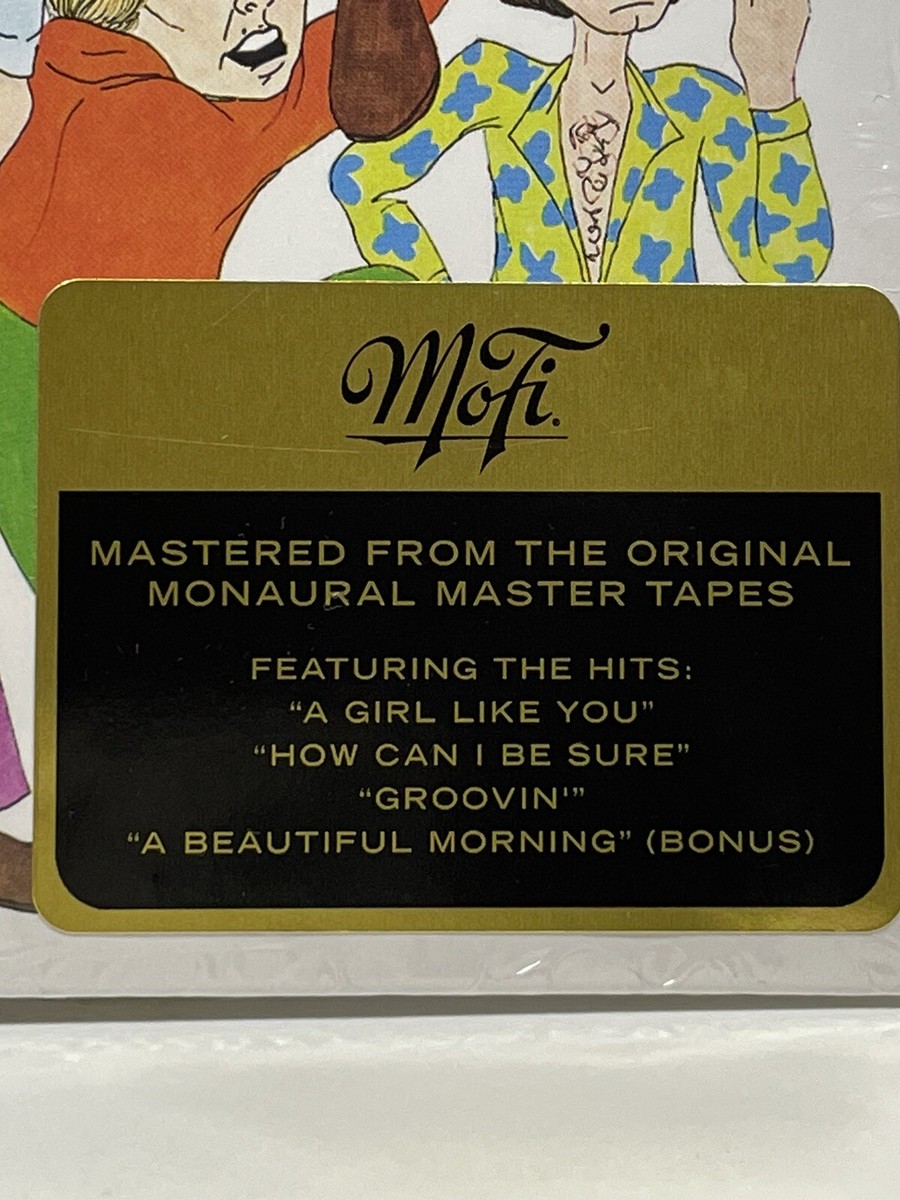 MoFi.
MASTERED FROM THE ORIGINAL
MONAURAL MASTER TAPES
FEATURING THE HITS:
“A GIRL LIKE YOU”
“HOW CAN I BE SURE”
“GROOVIN'”
“A BEAUTIFUL MORNING” (BONUS)